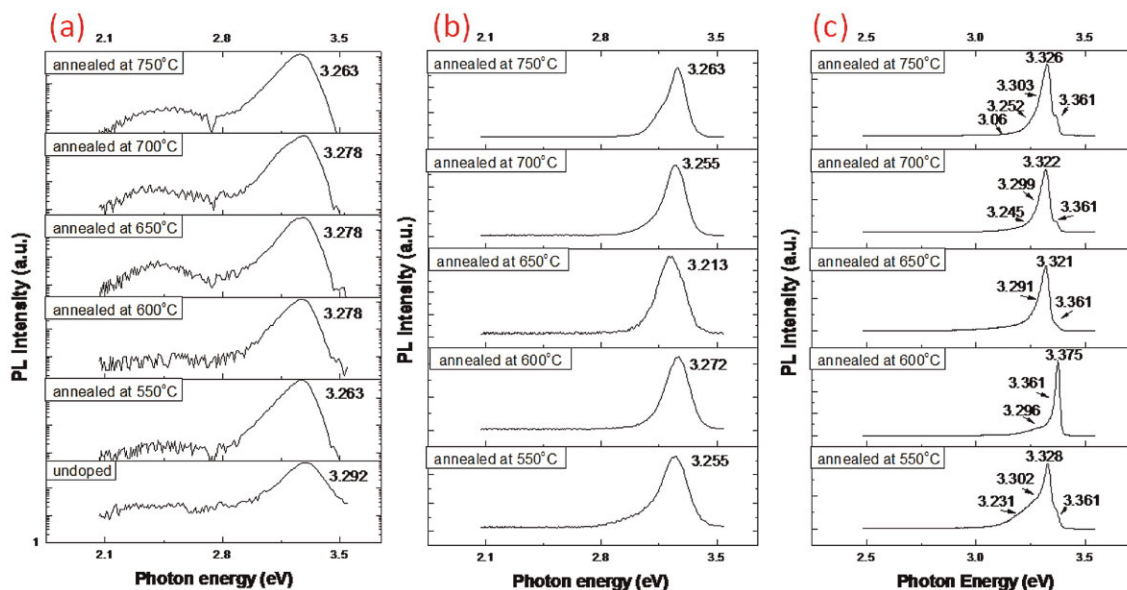 (a)
2.1 2.8 3.5
annealed at 750°C
3.263
annealed at 700°C
3.278
annealed at 650°C
3.278
annealed at 600°C
3.278
annealed at 550°C
3.263
undoped
3.292
1
2.1 2.8 3.5
Photon energy (eV)
PL Intensity (a.u.)
(b)
2.1 2.8 3.5
annealed at 750°C
3.263
annealed at 700°C
3.255
annealed at 650°C
3.213
annealed at 600°C
3.272
annealed at 550°C
3.255
2.1 2.8 3.5
Photon energy (eV)
PL Intensity (a.u.)
(c)
2.5 3.0 3.5
annealed at 750°C
3.326
3.303
3.252
3.361
3.06
annealed at 700°C
3.322
3.299
3.361
3.245
annealed at 650°C
3.321
3.291
3.361
annealed at 600°C
3.375
3.361
3.296
annealed at 550°C
3.328
3.302
3.231
3.361
2.5 3.0 3.5
Photon Energy (eV)
PL Intensity (a.u.)